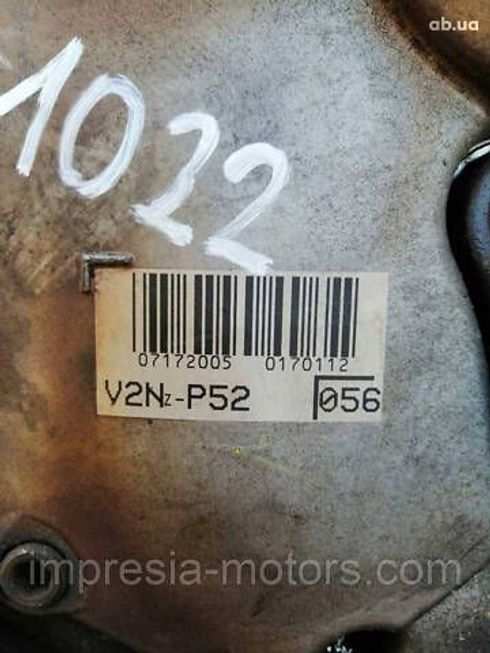 ab.ua
1022
07172005 0170112
V2Nz-P52 056
impresia-motors.com